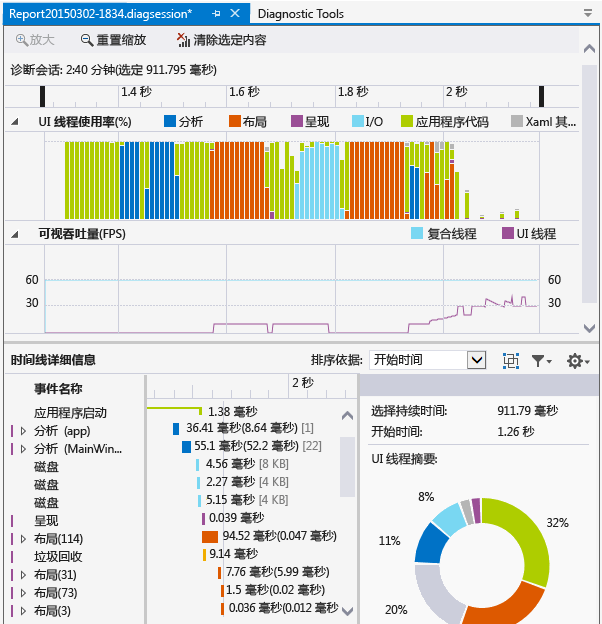 Report20150302-1834.diagsession*
Diagnostic Tools
放大 重置缩放 清除选定内容
诊断会话: 2:40 分钟(选定 911.795 毫秒)
1.4 秒 1.6 秒 1.8 秒 2 秒
UI 线程使用率(%) 分析 布局 呈现 I/O 应用程序代码 Xaml 其...
可视吞吐量(FPS) 复合线程 UI 线程
60 60
30 30
时间线详细信息 排序依据: 开始时间
事件名称 2 秒
应用程序启动 1.38 毫秒
分析 (app) 36.41 毫秒(8.64 毫秒) [1]
分析 (MainWin... 55.1 毫秒(52.2 毫秒) [22]
磁盘 4.56 毫秒 [8 KB]
磁盘 2.27 毫秒 [4 KB]
磁盘 5.15 毫秒 [4 KB]
呈现 0.039 毫秒
布局(114) 94.52 毫秒(0.047 毫秒)
垃圾回收 9.14 毫秒
布局(31) 7.76 毫秒(5.99 毫秒)
布局(73) 1.5 毫秒(0.02 毫秒)
布局(3) 0.036 毫秒(0.012 毫秒
选择持续时间: 911.79 毫秒
开始时间: 1.26 秒
UI 线程摘要:
8%
32%
11%
20%